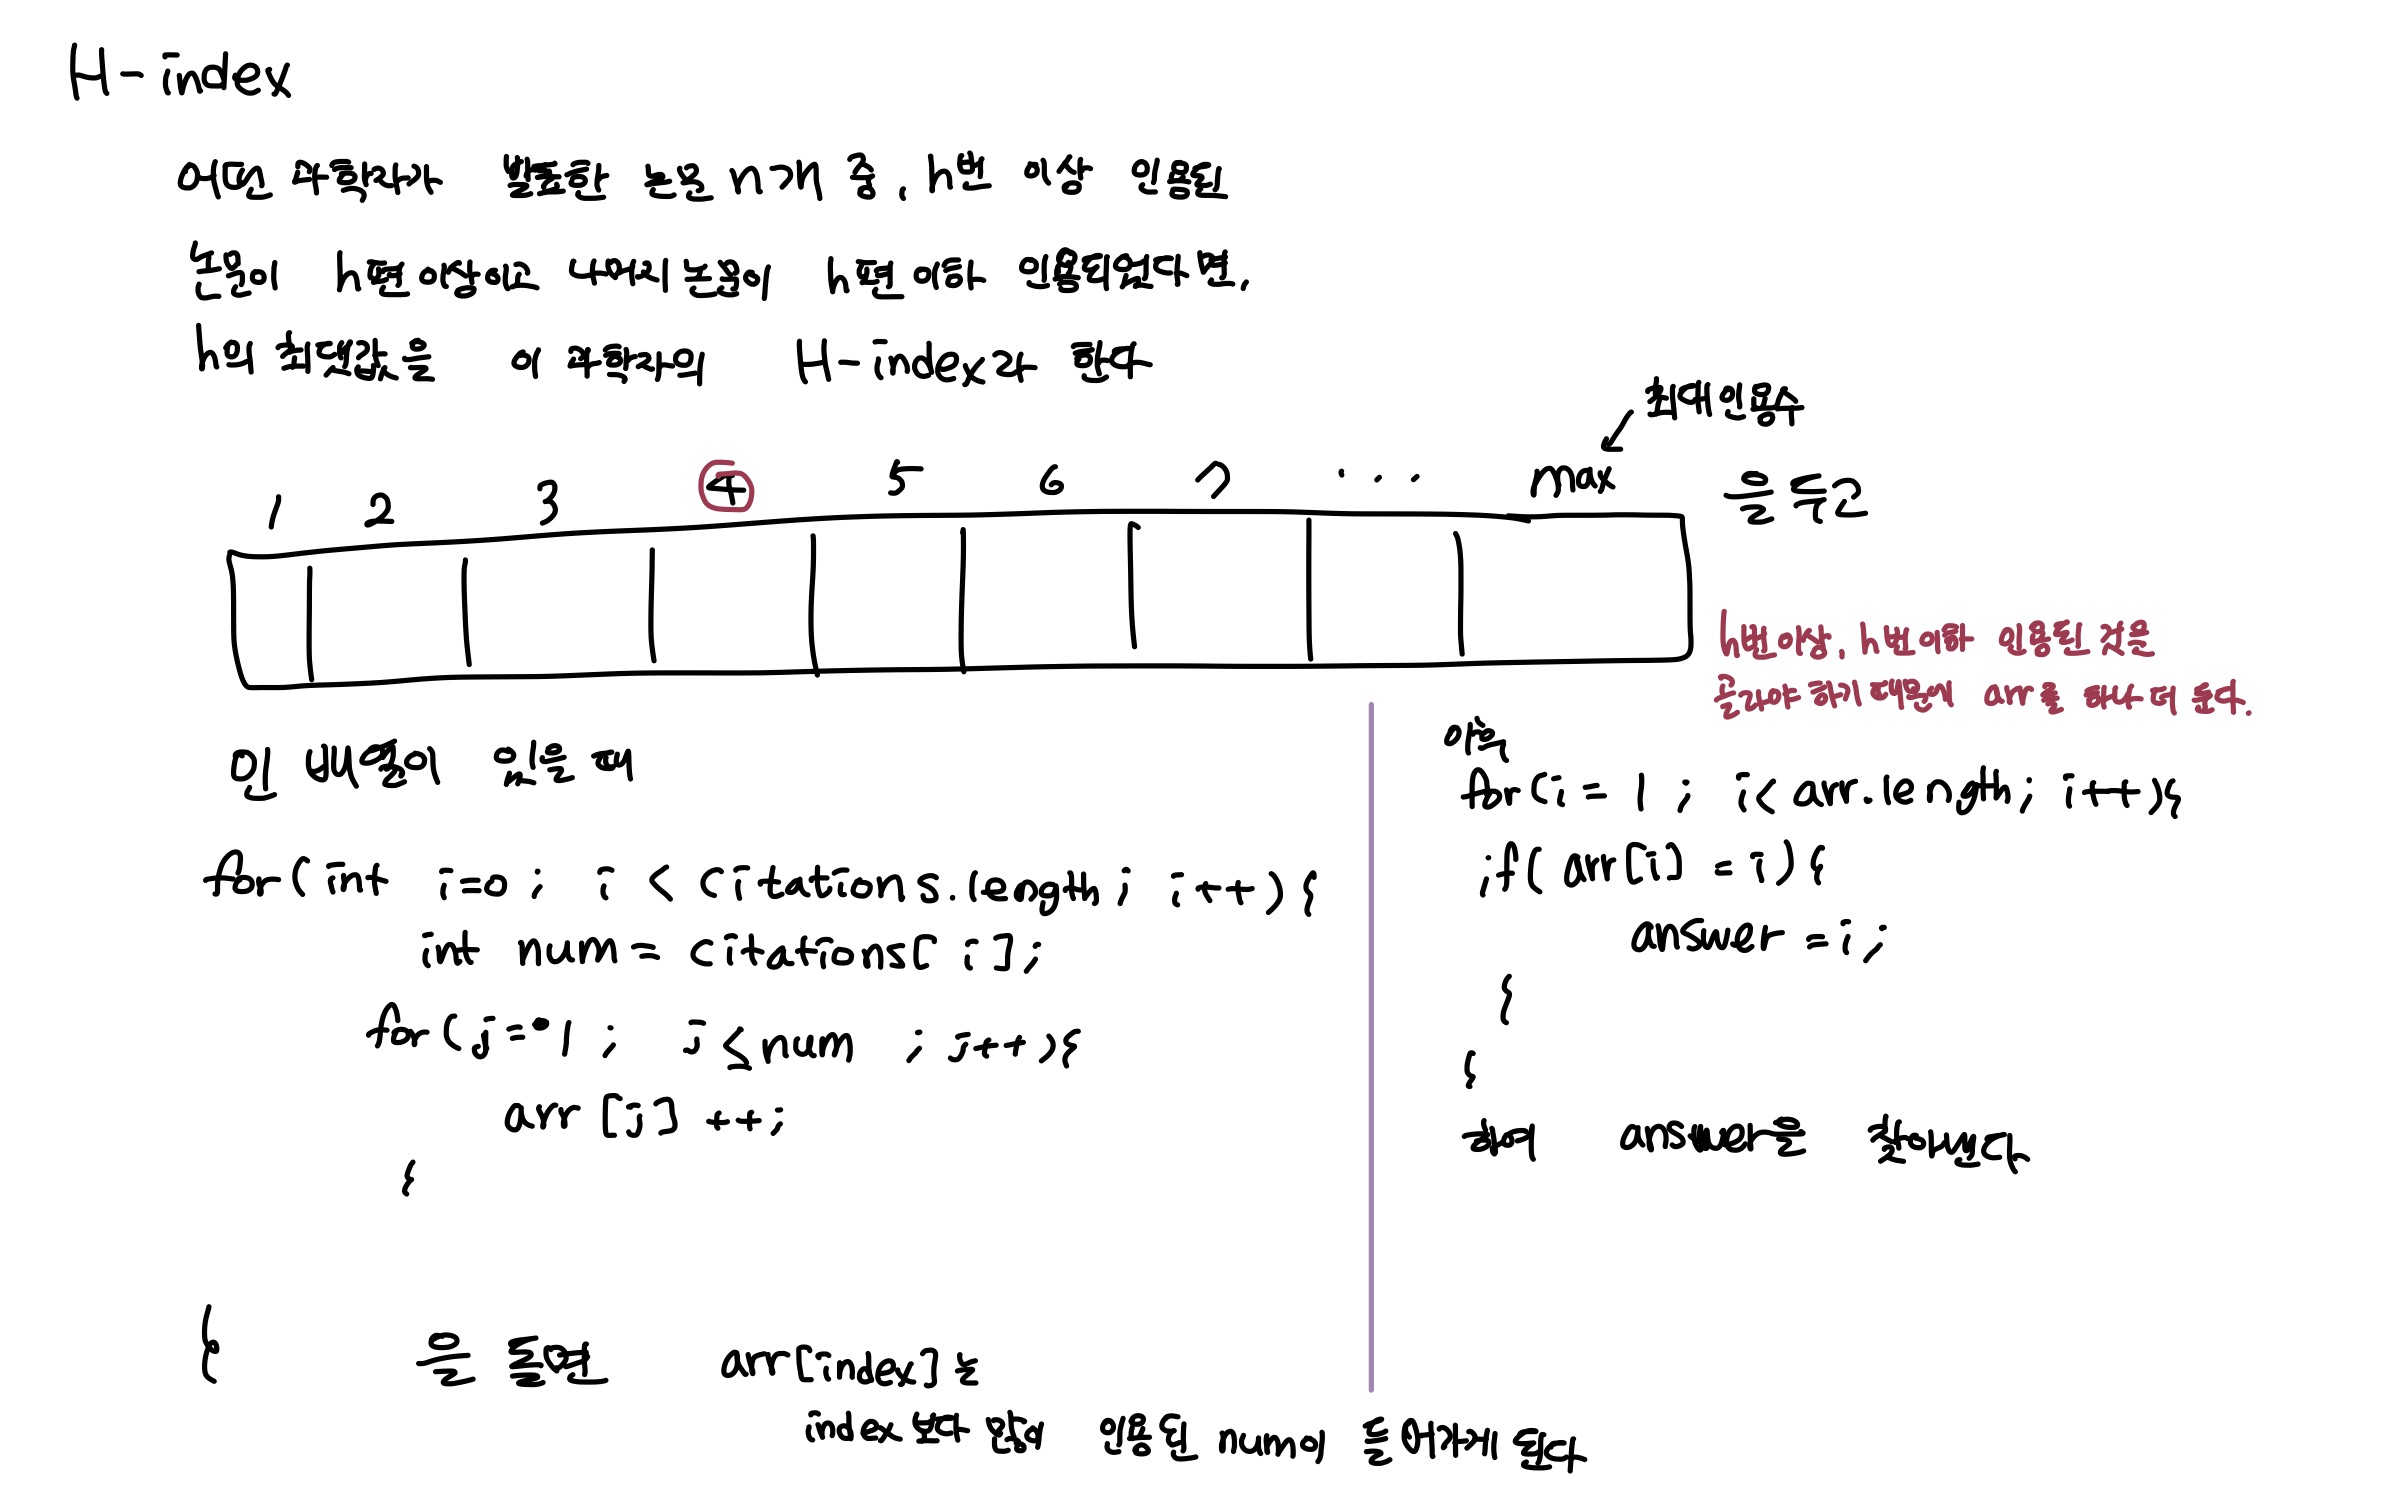 H-index
어떤 과학자가 발표한 논문 n개 중, h번 이상 인용된
논문이 h편 이상이고 나머지 논문이 h편 이하 인용되었다면,
h의 최댓값을 이 과학자의 H-index라 한다
최대 인용수
1 2 3 4 5 6 7 ... max 을 두고
h번이상, h번 이하 인용된 것을
골라야 하기 때문에 arr를 하나 더 둔다.
인 배열이 있을 때
for(int i=0; i < citations.length; i++){
int num = citations[i];
for(j=1; j≤num; j++){
arr[j]++;
}
}
을 돌면 arr[index]는
index보다 많이 인용된 num이 들어가게 된다
이후
for(i=1; i<arr.length; i++){
if(arr[i] = i){
answer = i;
{
{
하여 answer을 찾아낸다